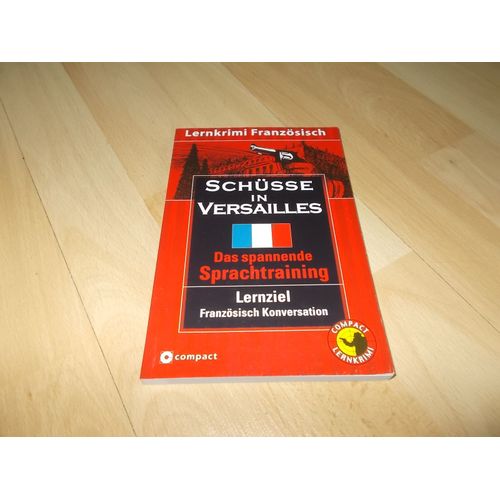 Lernkrimi Französisch
SCHÜSSE
IN
VERSAILLES
Das spannende
Sprachtraining
Lernziel
Französisch Konversation
compact
COMPACT
LERNKRIMI